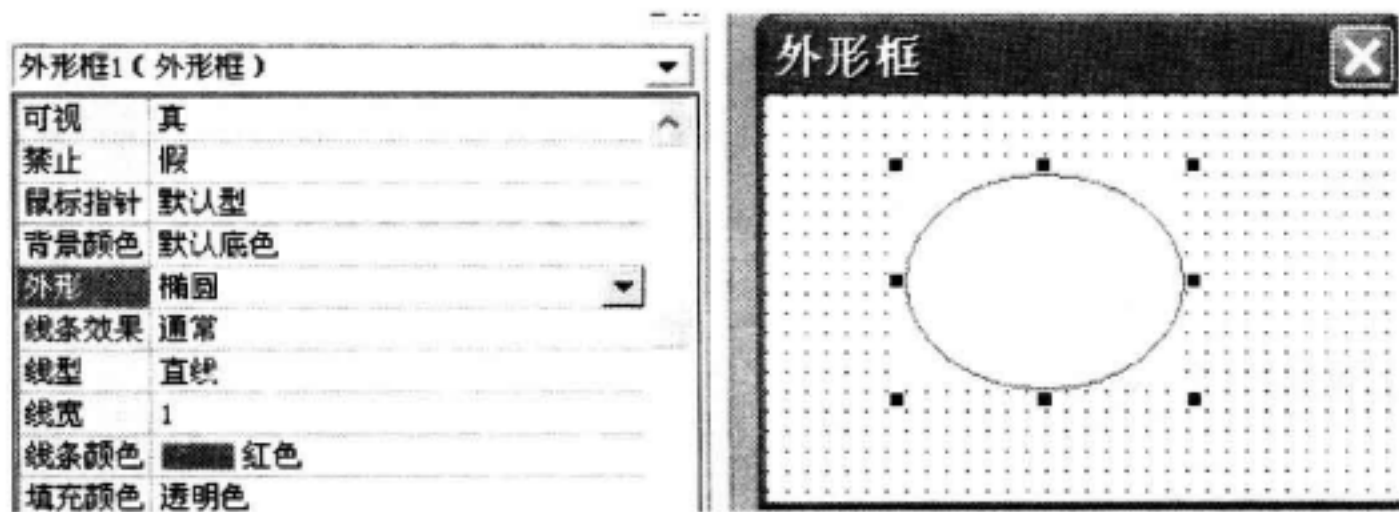 外形框1(外形框)
可视 真
禁止 假
鼠标指针 默认型
背景颜色 默认底色
外形 椭圆
线条效果 通常
线型 直线
线宽 1
线条颜色 红色
填充颜色 透明色
外形框